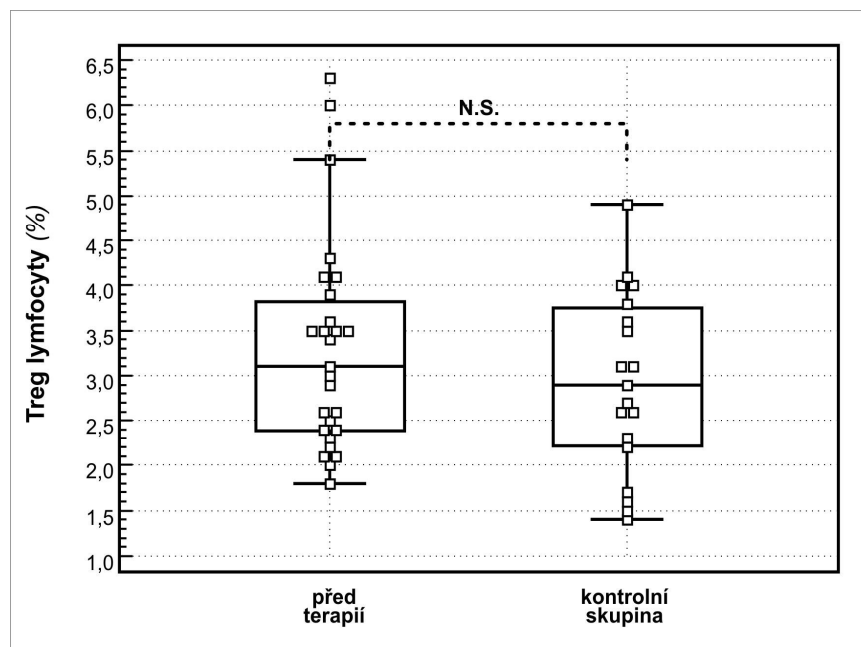 6,5
6,0
N.S.
5,5
5,0
4,5
4,0
3,5
3,0
2,5
2,0
1,5
1,0
Treg lymfocyty (%)
před
terapií
kontrolní
skupina